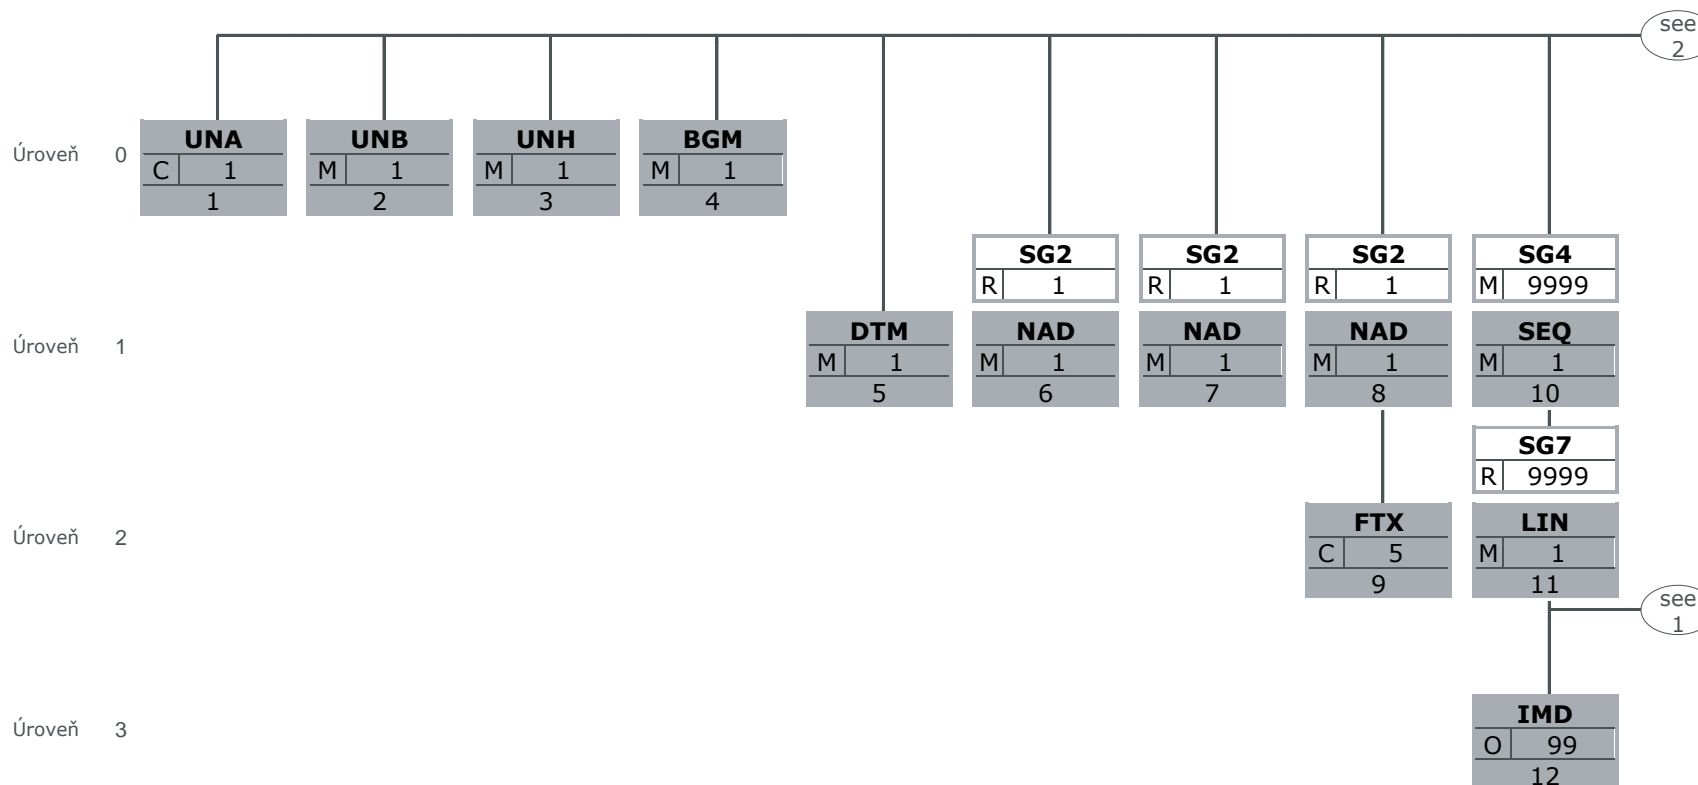 see
2
Úroveň 0
UNA UNB UNH BGM
C 1 M 1 M 1 M 1
1 2 3 4
SG2 SG2 SG2 SG4
R 1 R 1 R 1 M 9999
Úroveň 1
DTM NAD NAD NAD SEQ
M 1 M 1 M 1 M 1 M 1
5 6 7 8 10
SG7
R 9999
Úroveň 2
FTX LIN
C 5 M 1
9 11
see
1
Úroveň 3
IMD
O 99
12